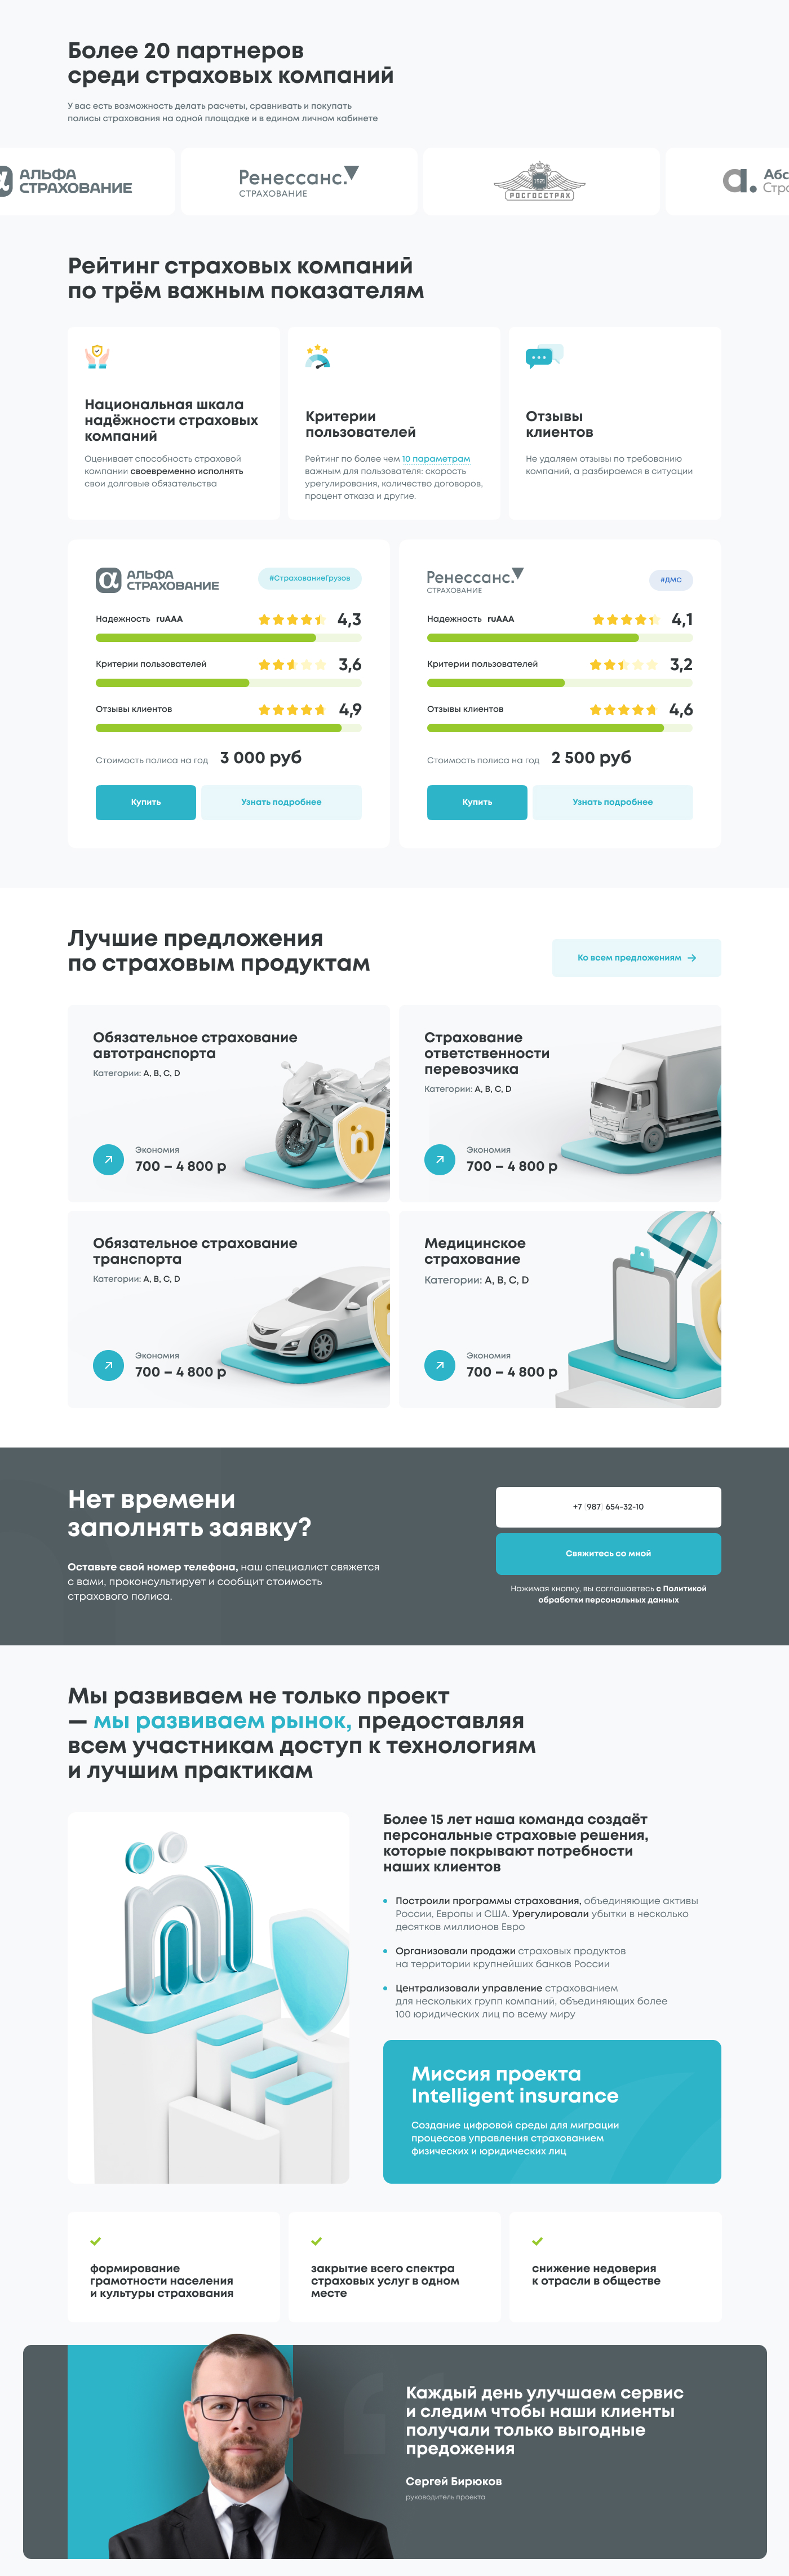 Более 20 партнеров
среди страховых компаний
У вас есть возможность делать расчеты, сравнивать и покупать
полисы страхования на одной площадке и в едином личном кабинете
АЛЬФА
СТРАХОВАНИЕ
Ренессанс.
СТРАХОВАНИЕ
1921
РОСГОССТРАХ
Абс
Стра
Рейтинг страховых компаний
по трём важным показателям
Национальная шкала
надёжности страховых
компаний
Оценивает способность страховой
компании своевременно исполнять
свои долговые обязательства
Критерии
пользователей
Рейтинг по более чем 10 параметрам
важным для пользователя: скорость
урегулирования, количество договоров,
процент отказа и другие.
Отзывы
клиентов
Не удаляем отзывы по требованию
компаний, а разбираемся в ситуации
АЛЬФА
СТРАХОВАНИЕ
#СтрахованиеГрузов
Надежность ruAAA 4,3
Критерии пользователей 3,6
Отзывы клиентов 4,9
Стоимость полиса на год 3 000 руб
Купить
Узнать подробнее
Ренессанс.
СТРАХОВАНИЕ
#ДМС
Надежность ruAAA 4,1
Критерии пользователей 3,2
Отзывы клиентов 4,6
Стоимость полиса на год 2 500 руб
Купить
Узнать подробнее
Лучшие предложения
по страховым продуктам
Ко всем предложениям →
Обязательное страхование
автотранспорта
Категории: A, B, C, D
Экономия
700 – 4 800 р
Страхование
ответственности
перевозчика
Категории: A, B, C, D
Экономия
700 – 4 800 р
Обязательное страхование
транспорта
Категории: A, B, C, D
Экономия
700 – 4 800 р
Медицинское
страхование
Категории: A, B, C, D
Экономия
700 – 4 800 р
Нет времени
заполнять заявку?
Оставьте свой номер телефона, наш специалист свяжется
с вами, проконсультирует и сообщит стоимость
страхового полиса.
+7 (987) 654-32-10
Свяжитесь со мной
Нажимая кнопку, вы соглашаетесь с Политикой
обработки персональных данных
Мы развиваем не только проект
— мы развиваем рынок, предоставляя
всем участникам доступ к технологиям
и лучшим практикам
Более 15 лет наша команда создаёт
персональные страховые решения,
которые покрывают потребности
наших клиентов
Построили программы страхования, объединяющие активы
России, Европы и США. Урегулировали убытки в несколько
десятков миллионов Евро
Организовали продажи страховых продуктов
на территории крупнейших банков России
Централизовали управление страхованием
для нескольких групп компаний, объединяющих более
100 юридических лиц по всему миру
Миссия проекта
Intelligent insurance
Создание цифровой среды для миграции
процессов управления страхованием
физических и юридических лиц
формирование
грамотности населения
и культуры страхования
закрытие всего спектра
страховых услуг в одном
месте
снижение недоверия
к отрасли в обществе
Каждый день улучшаем сервис
и следим чтобы наши клиенты
получали только выгодные
предожения
Сергей Бирюков
руководитель проекта